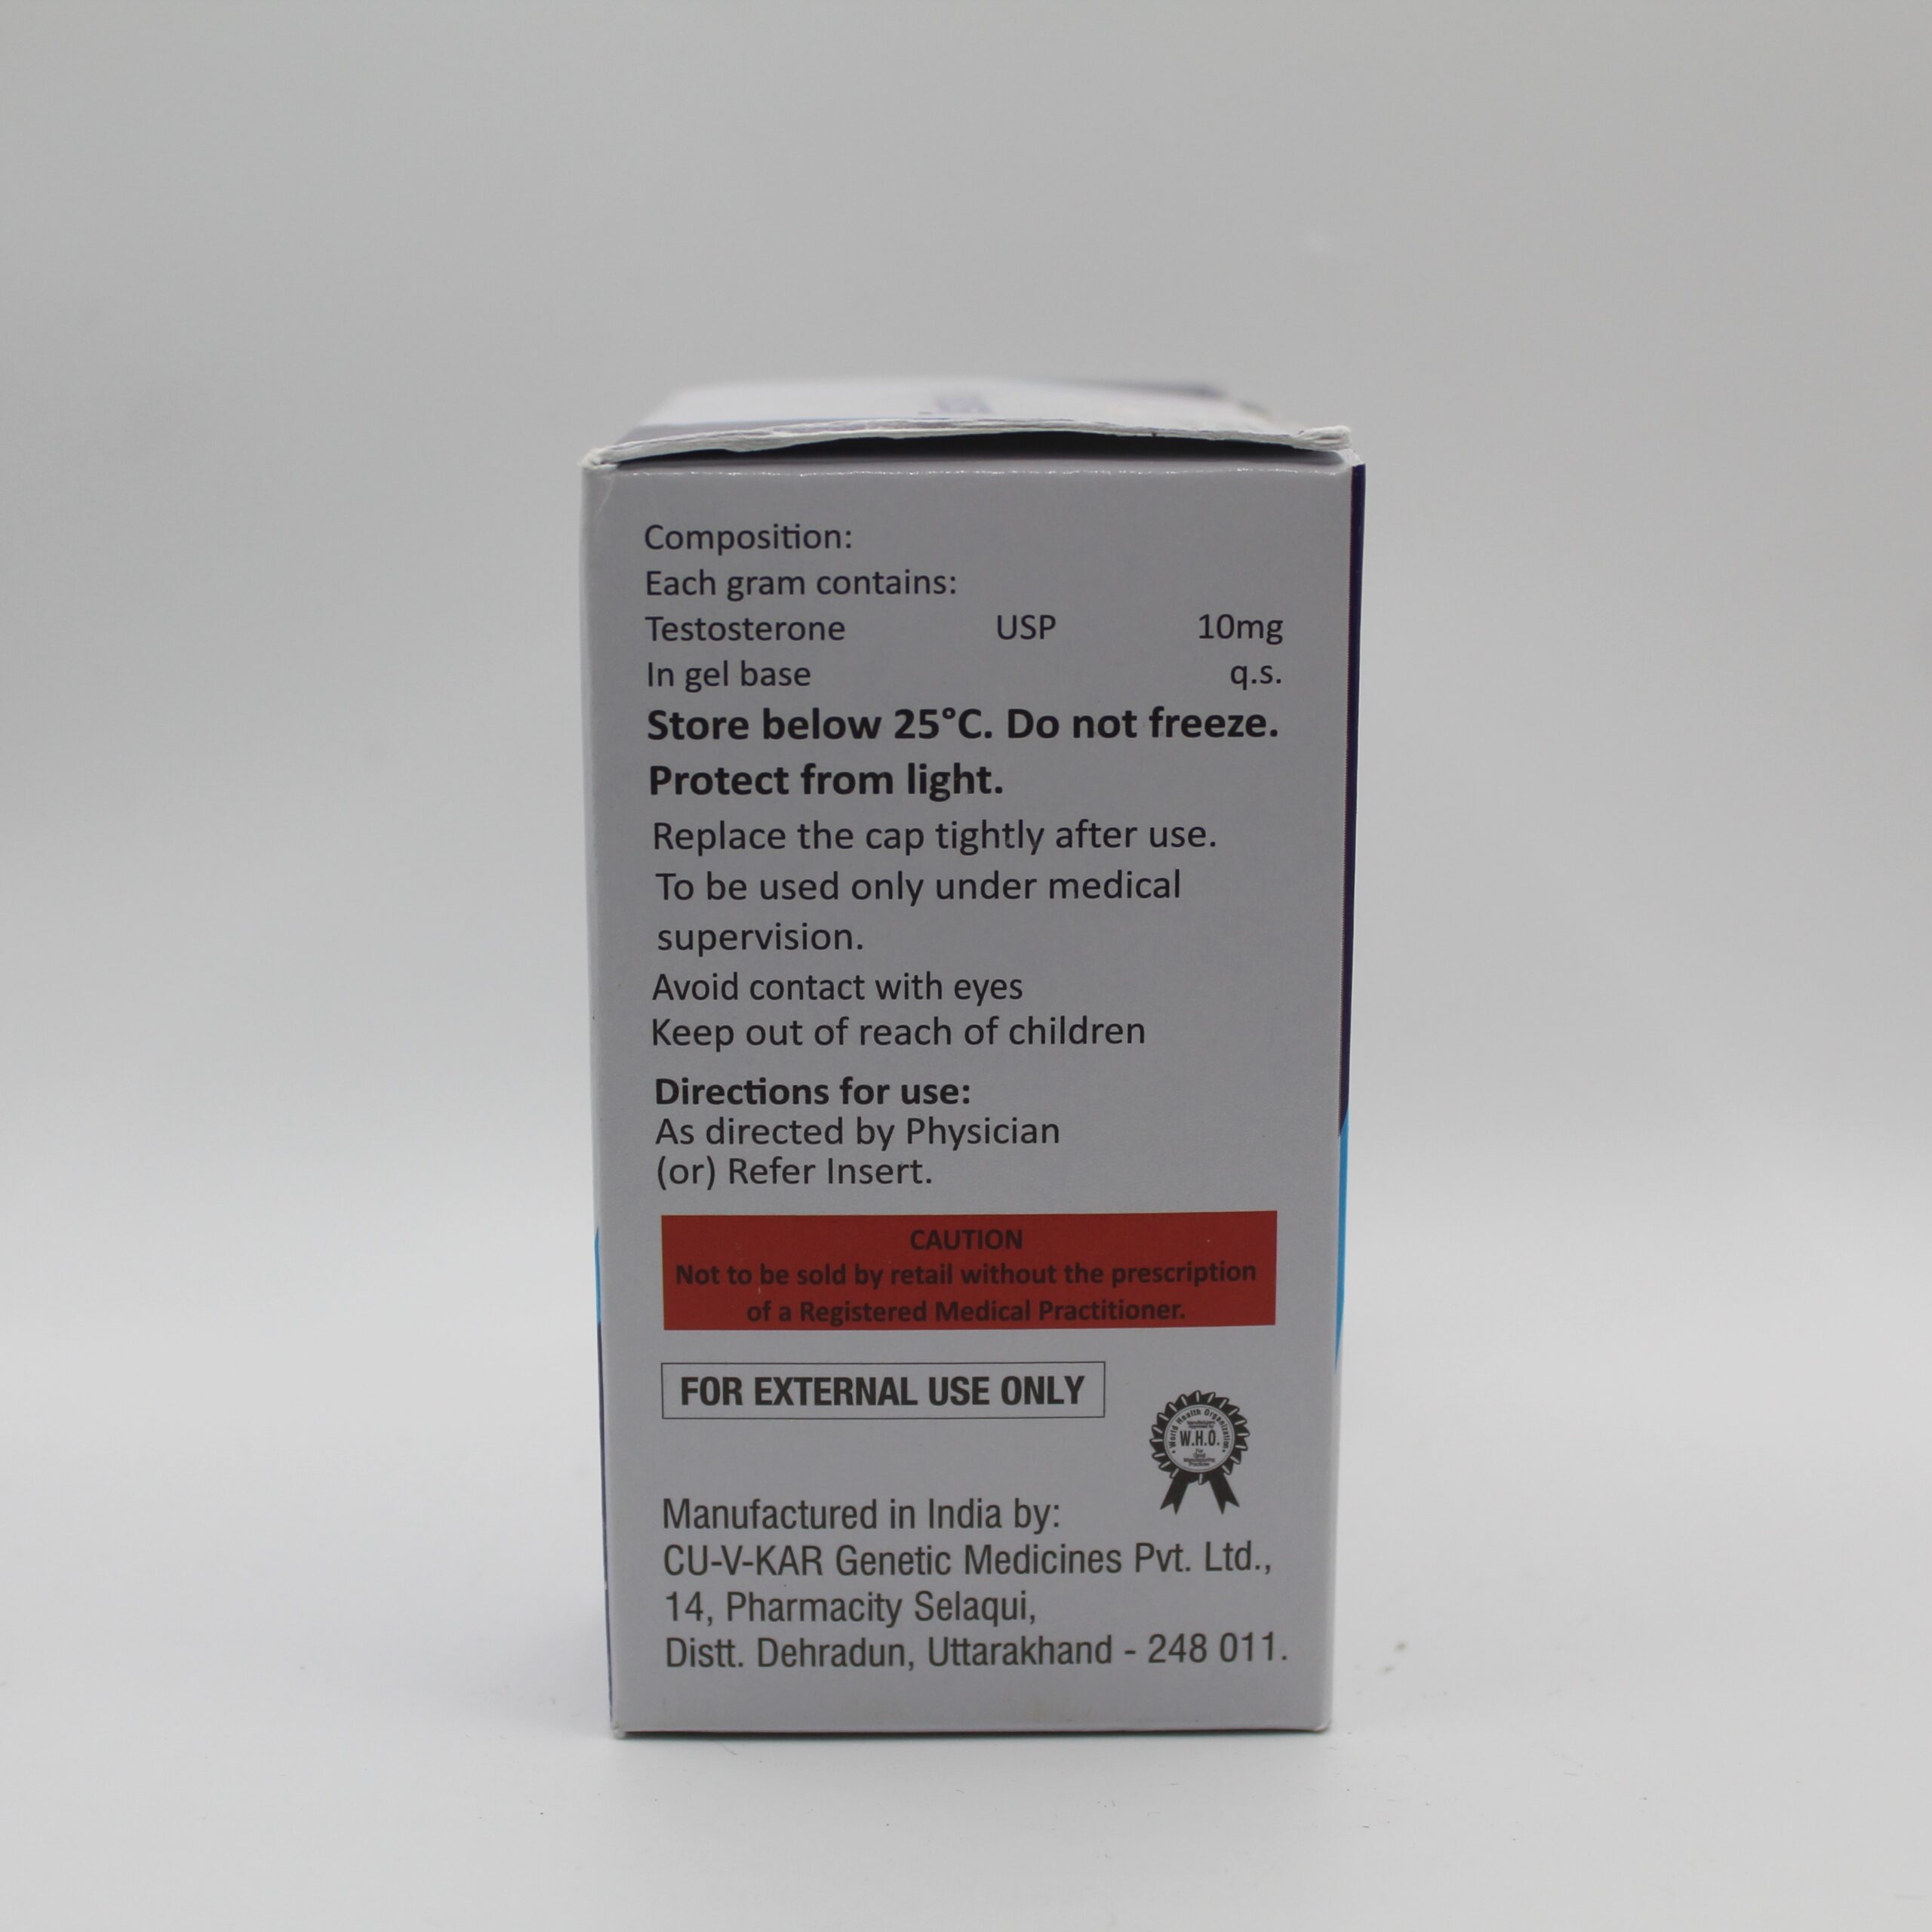 Composition:
Each gram contains:
Testosterone USP 10mg
In gel base q.s.
Store below 25°C. Do not freeze.
Protect from light.
Replace the cap tightly after use.
To be used only under medical
supervision.
Avoid contact with eyes
Keep out of reach of children
Directions for use:
As directed by Physician
(or) Refer Insert.
CAUTION
Not to be sold by retail without the prescription
of a Registered Medical Practitioner.
FOR EXTERNAL USE ONLY
World Health Organization
W.H.O.
Manufactured in India by:
CU-V-KAR Genetic Medicines Pvt. Ltd.,
14, Pharmacity Selaqui,
Distt. Dehradun, Uttarakhand - 248 011.